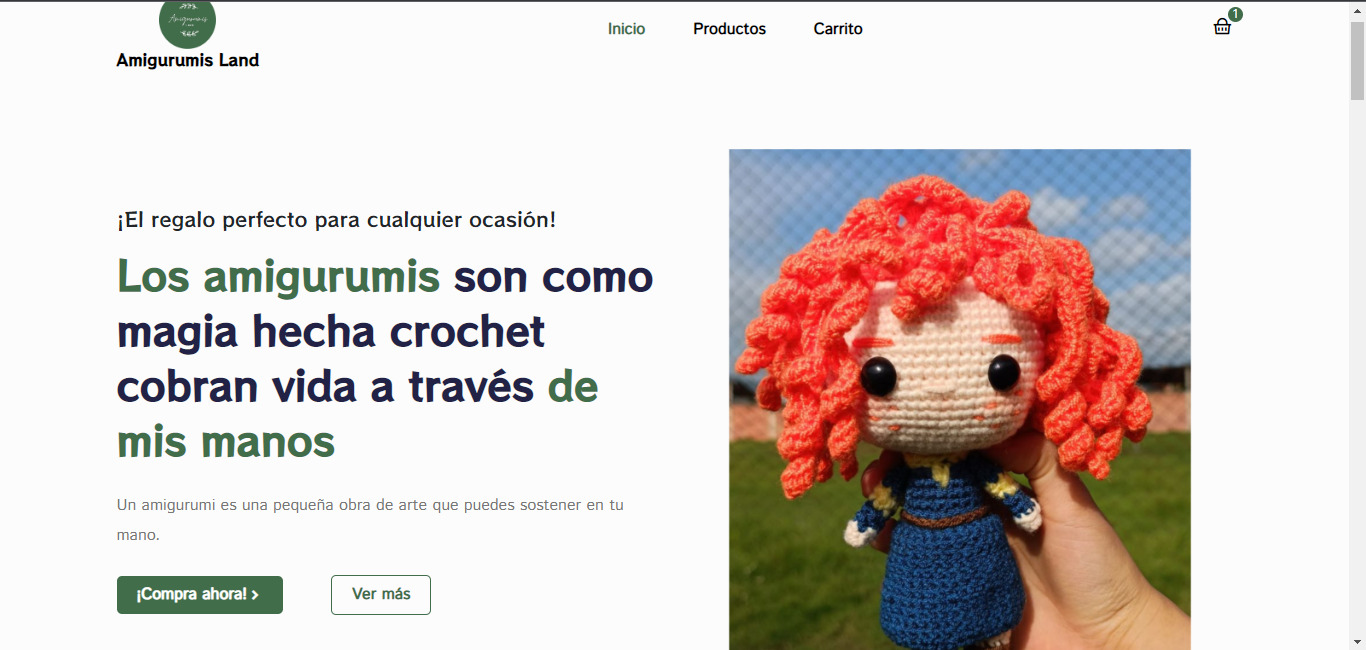 Amigurumis
Amigurumis Land
Inicio
Productos
Carrito
1
¡El regalo perfecto para cualquier ocasión!
Los amigurumis son como
magia hecha crochet
cobran vida a través de
mis manos
Un amigurumi es una pequeña obra de arte que puedes sostener en tu
mano.
¡Compra ahora!
Ver más